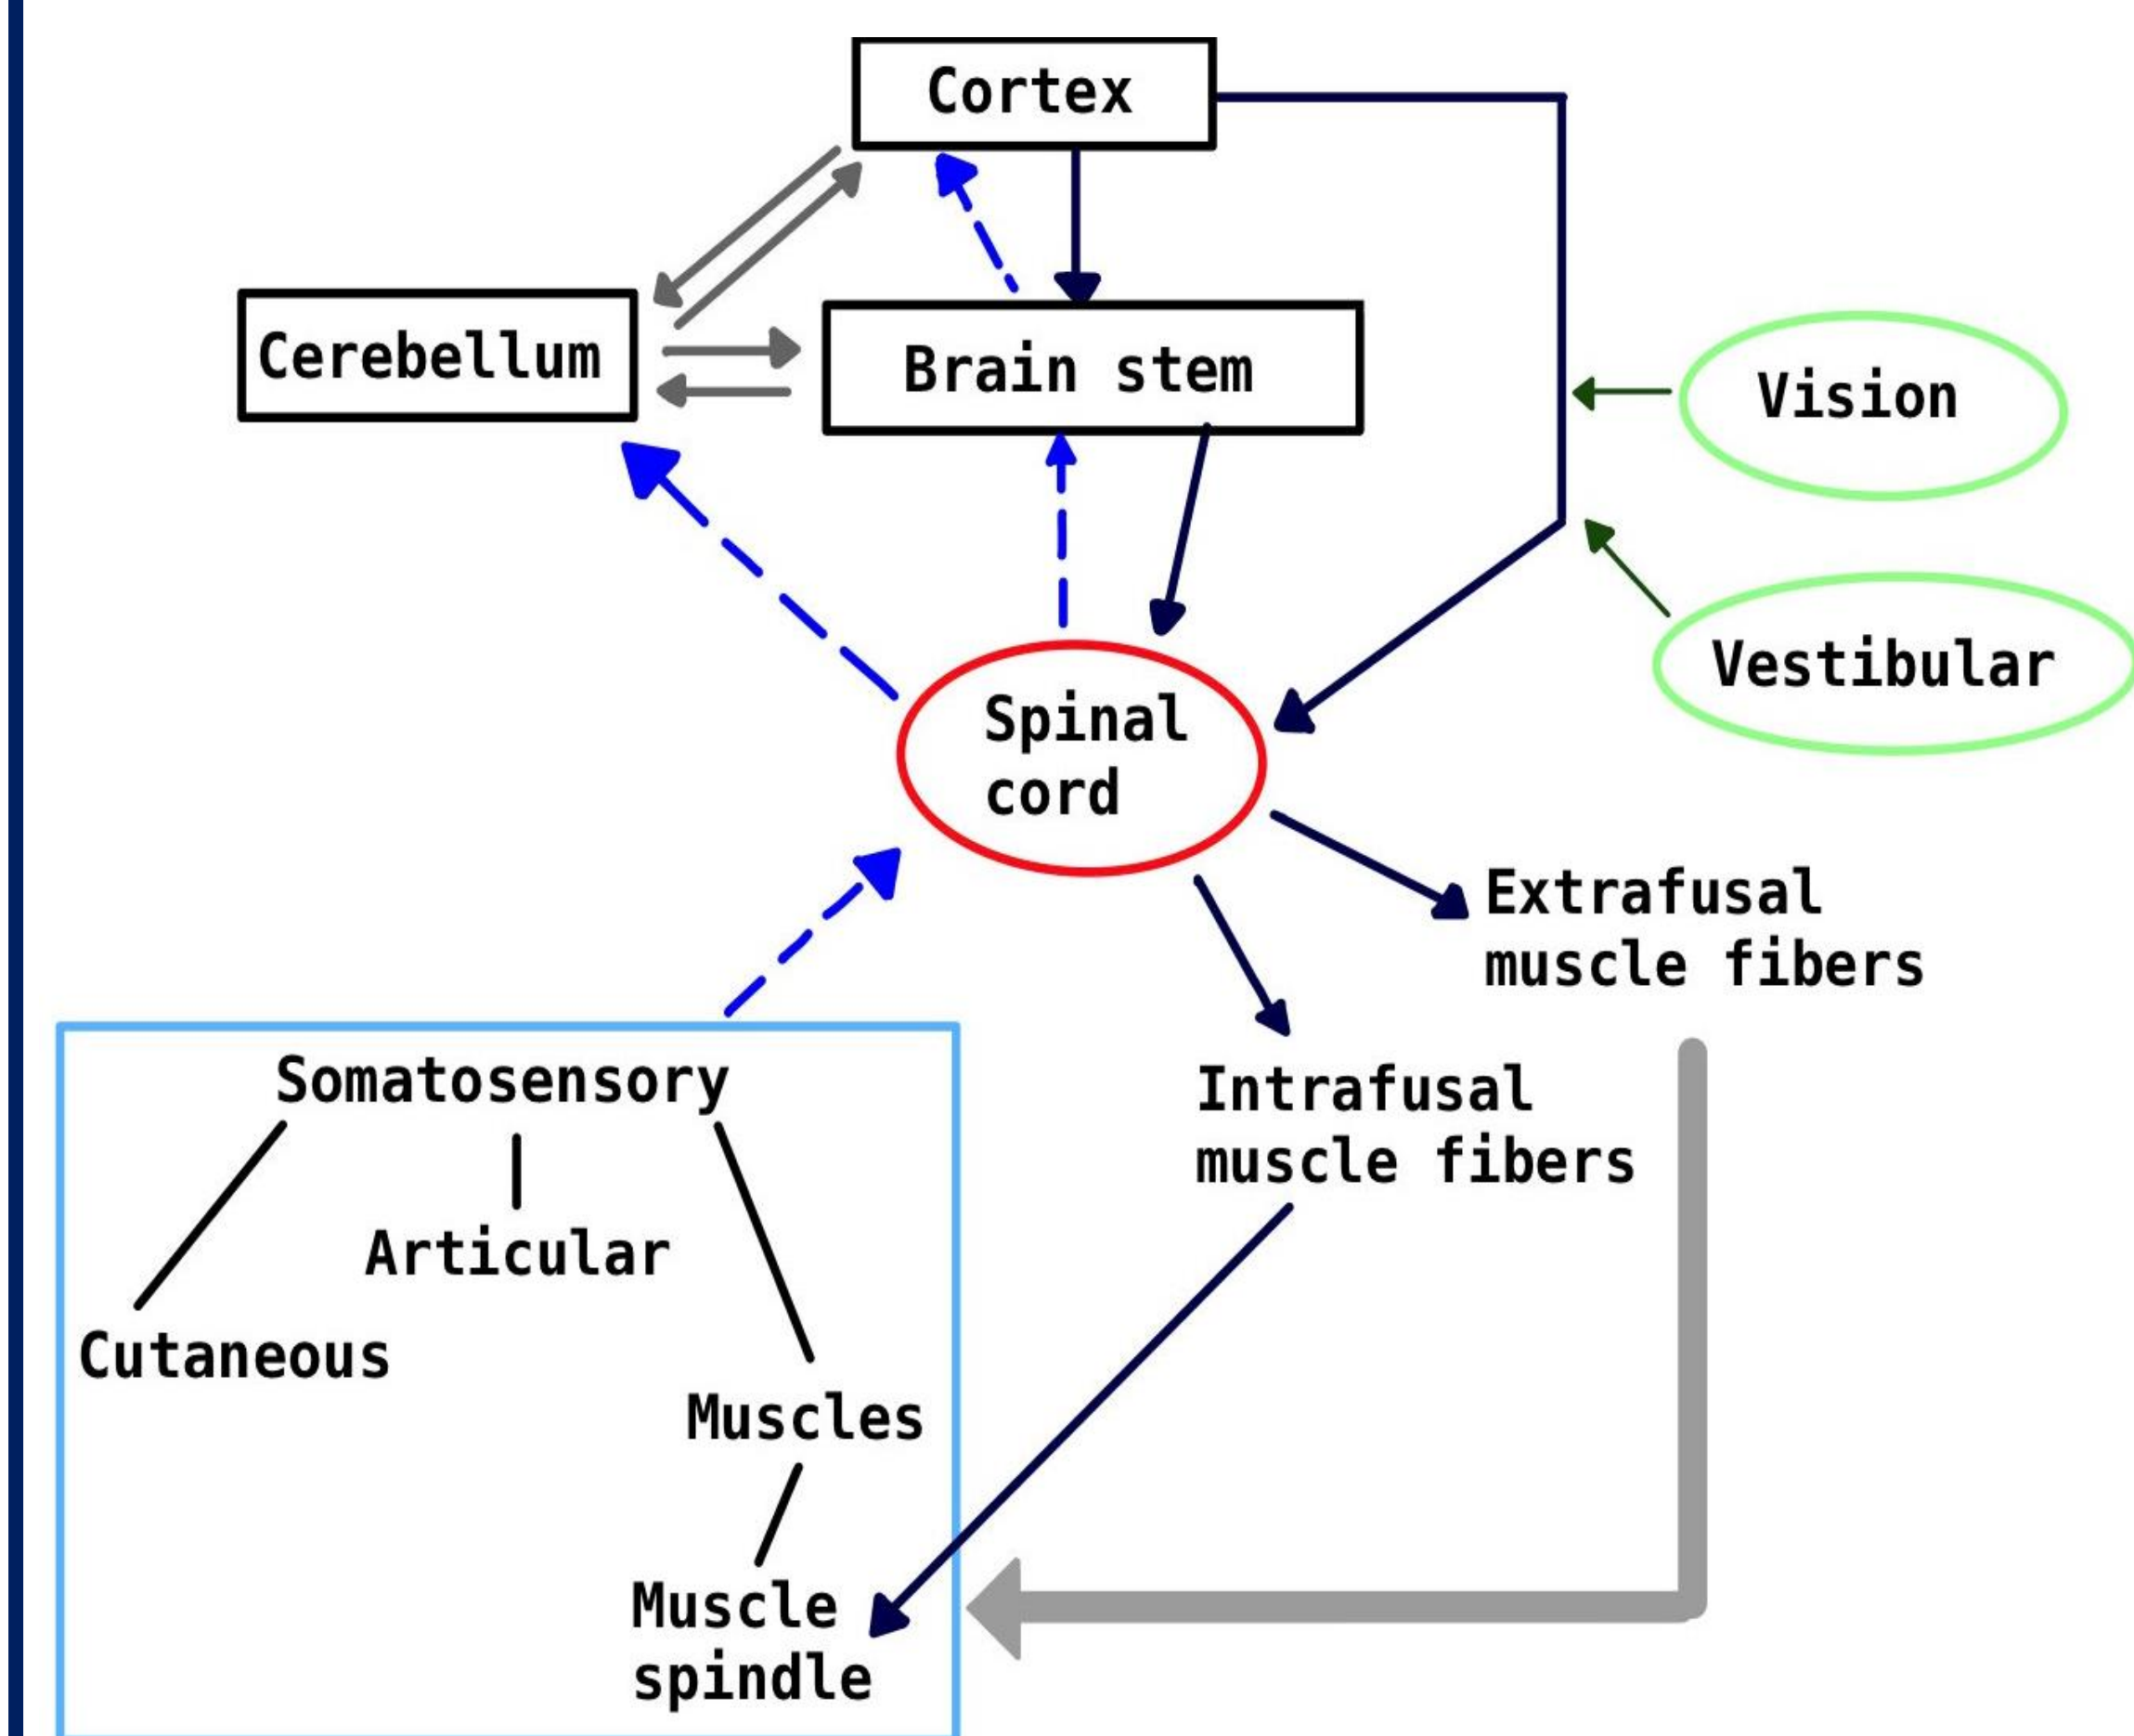 Cortex
Cerebellum
Brain stem
Vision
Vestibular
Spinal
cord
Extrafusal
muscle fibers
Intrafusal
muscle fibers
Somatosensory
Articular
Cutaneous
Muscles
Muscle
spindle